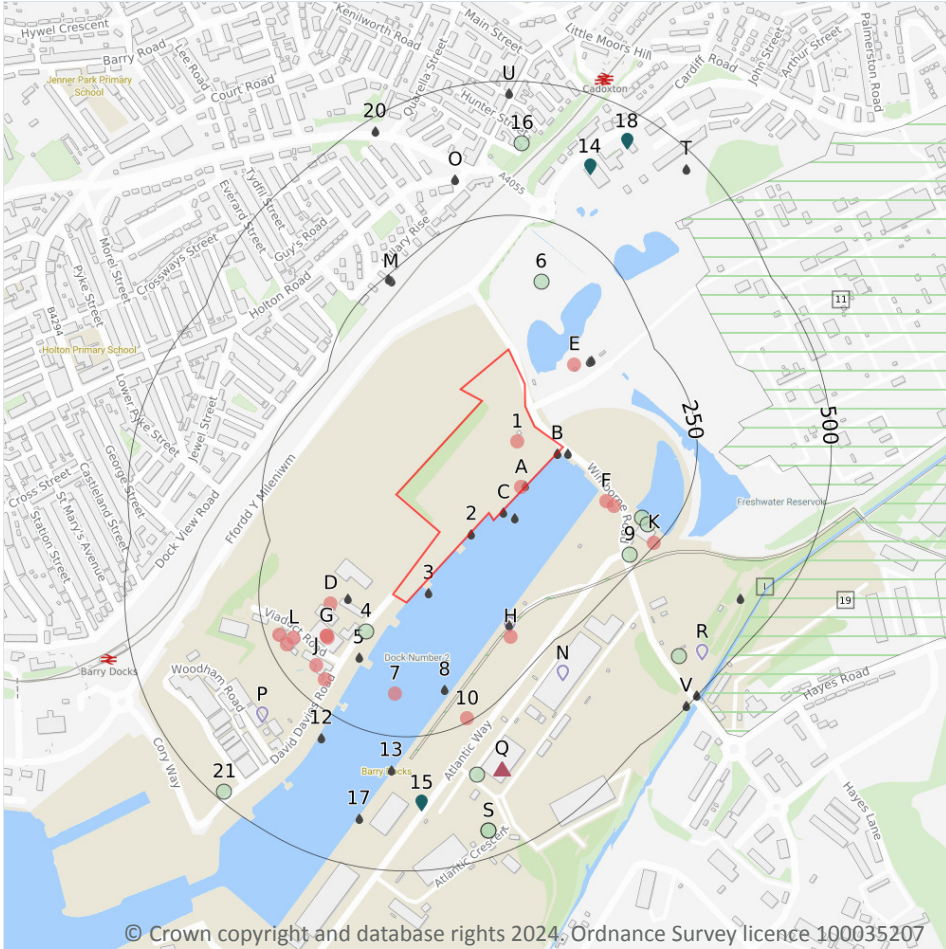 Hywel Crescent
Barry Road
Jenner Park Primary
School
Lee Road
Court Road
Kenilworth Road
Quarella Street
Main Street
Little Moors Hill
Hunter Street
Cadoxton
Cardiff Road
John Street
Arthur Street
Palmerston Road
U
20
16
O
18
14
T
A4055
Tydfil Street
Everard Street
Guy's Road
Crossways Street
Morel Street
Pyke Street
B4294
Holton Primary School
Holton Road
M
6
11
E
Lower Pyke Street
Jewel Street
George Street
Castleland Street
St Mary's Avenue
Station Street
Cross Street
Dock View Road
Ffordd Y Mileniwm
1
B
A
C
2
F
250
500
Freshwater Reservoir
K
9
3
D
4
G
L
Viaduct Road
J
5
H
Dock Number 2
7
8
10
N
R
I
19
Hayes Road
V
Barry Docks
Woodham Road
P
David Davies Road
12
Cory Way
21
13
Barry Docks
17
15
Atlantic Way
Q
S
Atlantic Crescent
Hayes Lane
© Crown copyright and database rights 2024. Ordnance Survey licence 100035207